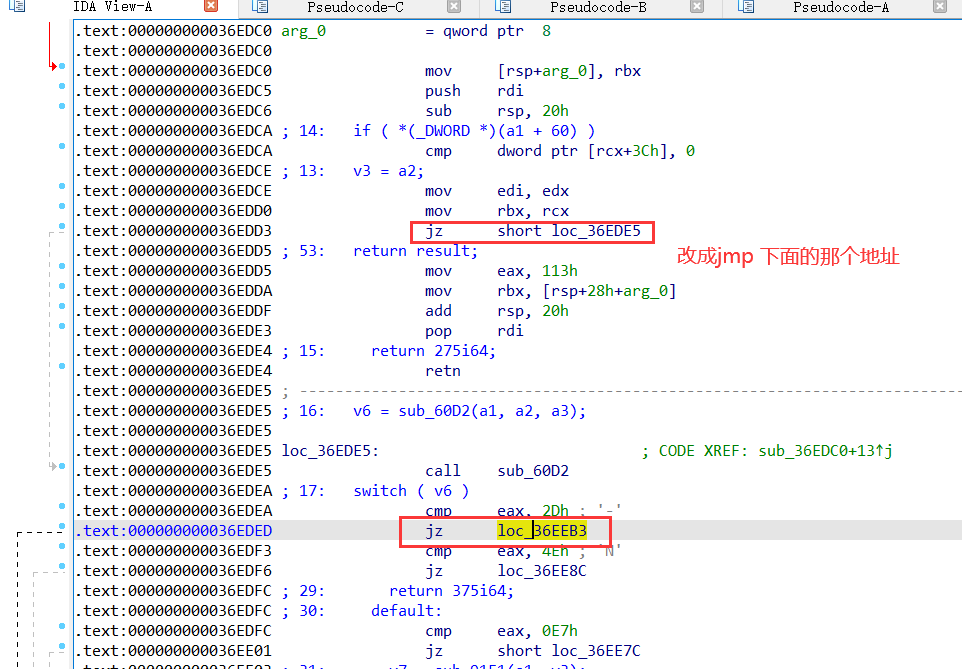 IDA View-A Pseudocode-C Pseudocode-B Pseudocode-A
.text:000000000036EDC0 arg_0 = qword ptr 8
.text:000000000036EDC0
.text:000000000036EDC0 mov [rsp+arg_0], rbx
.text:000000000036EDC5 push rdi
.text:000000000036EDC6 sub rsp, 20h
.text:000000000036EDCA ; 14: if ( *(_DWORD *)(a1 + 60) )
.text:000000000036EDCA cmp dword ptr [rcx+3Ch], 0
.text:000000000036EDCE ; 13: v3 = a2;
.text:000000000036EDCE mov edi, edx
.text:000000000036EDD0 mov rbx, rcx
.text:000000000036EDD3 jz short loc_36EDE5
.text:000000000036EDD5 ; 53: return result;
改成jmp 下面的那个地址
.text:000000000036EDD5 mov eax, 113h
.text:000000000036EDDA mov rbx, [rsp+28h+arg_0]
.text:000000000036EDDF add rsp, 20h
.text:000000000036EDE3 pop rdi
.text:000000000036EDE4 ; 15: return 275i64;
.text:000000000036EDE4 retn
.text:000000000036EDE5 ; ---------------------------------------------------------------------------
.text:000000000036EDE5 ; 16: v6 = sub_60D2(a1, a2, a3);
.text:000000000036EDE5
.text:000000000036EDE5 loc_36EDE5: ; CODE XREF: sub_36EDC0+13↑j
.text:000000000036EDE5 call sub_60D2
.text:000000000036EDEA ; 17: switch ( v6 )
.text:000000000036EDEA cmp eax, 2Dh ; '-'
.text:000000000036EDED jz loc_36EEB3
.text:000000000036EDF3 cmp eax, 4Eh ; 'N'
.text:000000000036EDF6 jz loc_36EE8C
.text:000000000036EDFC ; 29: return 375i64;
.text:000000000036EDFC ; 30: default:
.text:000000000036EDFC cmp eax, 0E7h
.text:000000000036EE01 jz short loc_36EE7C